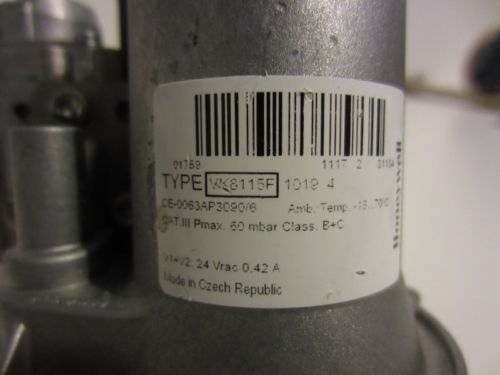 01759 1117 2
TYPE VK8115F 1019 4
CE-0063AP3090/6 Amb. Temp.
CAT.III Pmax. 60 mbar Class. B+C
V1+V2: 24 Vrac 0,42 A
Made in Czech Republic
Honeywell